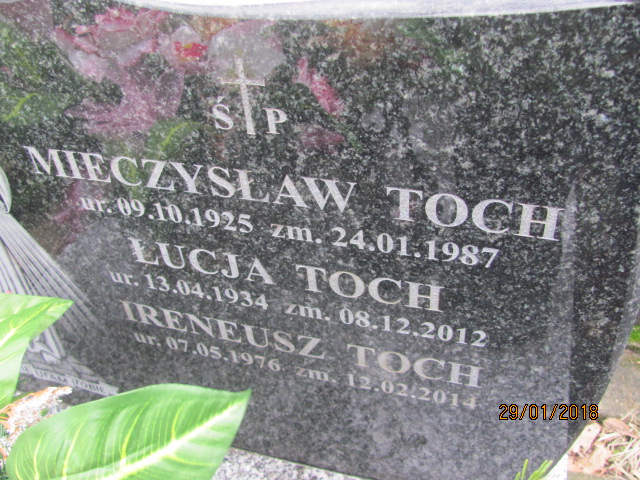 Ś P
MIECZYSŁAW TOCH
ur. 09.10.1925 zm. 24.01.1987
ŁUCJA TOCH
ur. 13.04.1934 zm. 08.12.2012
IRENEUSZ TOCH
ur. 07.05.1976 zm. 12.02.2014
29/01/2018